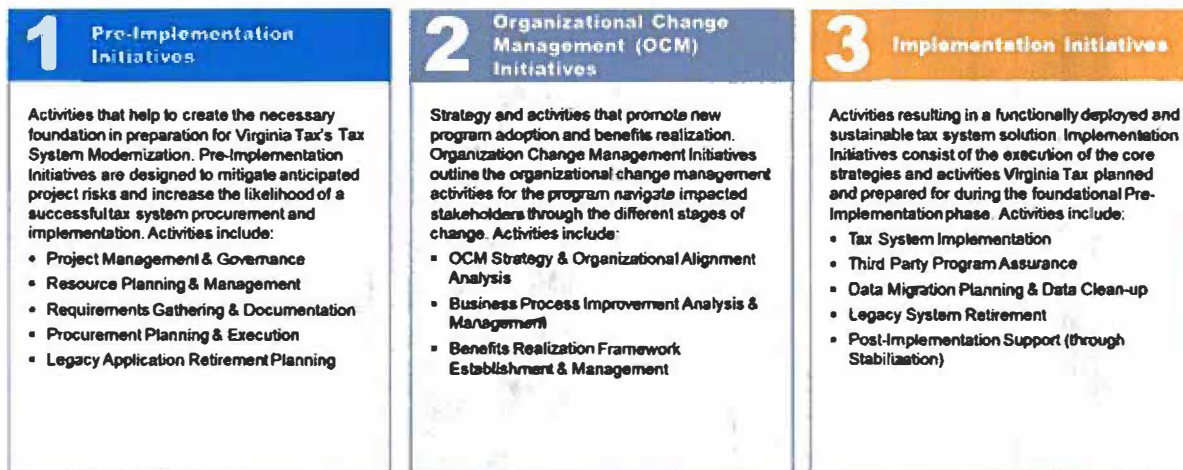 1
Pre-Implementation
Initiatives
Activities that help to create the necessary
foundation in preparation for Virginia Tax's Tax
System Modernization. Pre-Implementation
Initiatives are designed to mitigate anticipated
project risks and increase the likelihood of a
successful tax system procurement and
implementation. Activities include:
• Project Management & Governance
• Resource Planning & Management
• Requirements Gathering & Documentation
• Procurement Planning & Execution
• Legacy Application Retirement Planning
2
Organizational Change
Management (OCM)
Initiatives
Strategy and activities that promote new
program adoption and benefits realization.
Organization Change Management Initiatives
outline the organizational change management
activities for the program navigate impacted
stakeholders through the different stages of
change. Activities include:
• OCM Strategy & Organizational Alignment
Analysis
• Business Process Improvement Analysis &
Management
• Benefits Realization Framework
Establishment & Management
3
Implementation Initiatives
Activities resulting in a functionally deployed and
sustainable tax system solution. Implementation
Initiatives consist of the execution of the core
strategies and activities Virginia Tax planned
and prepared for during the foundational Pre-
Implementation phase. Activities include:
• Tax System Implementation
• Third Party Program Assurance
• Data Migration Planning & Data Clean-up
• Legacy System Retirement
• Post-Implementation Support (through
Stabilization)